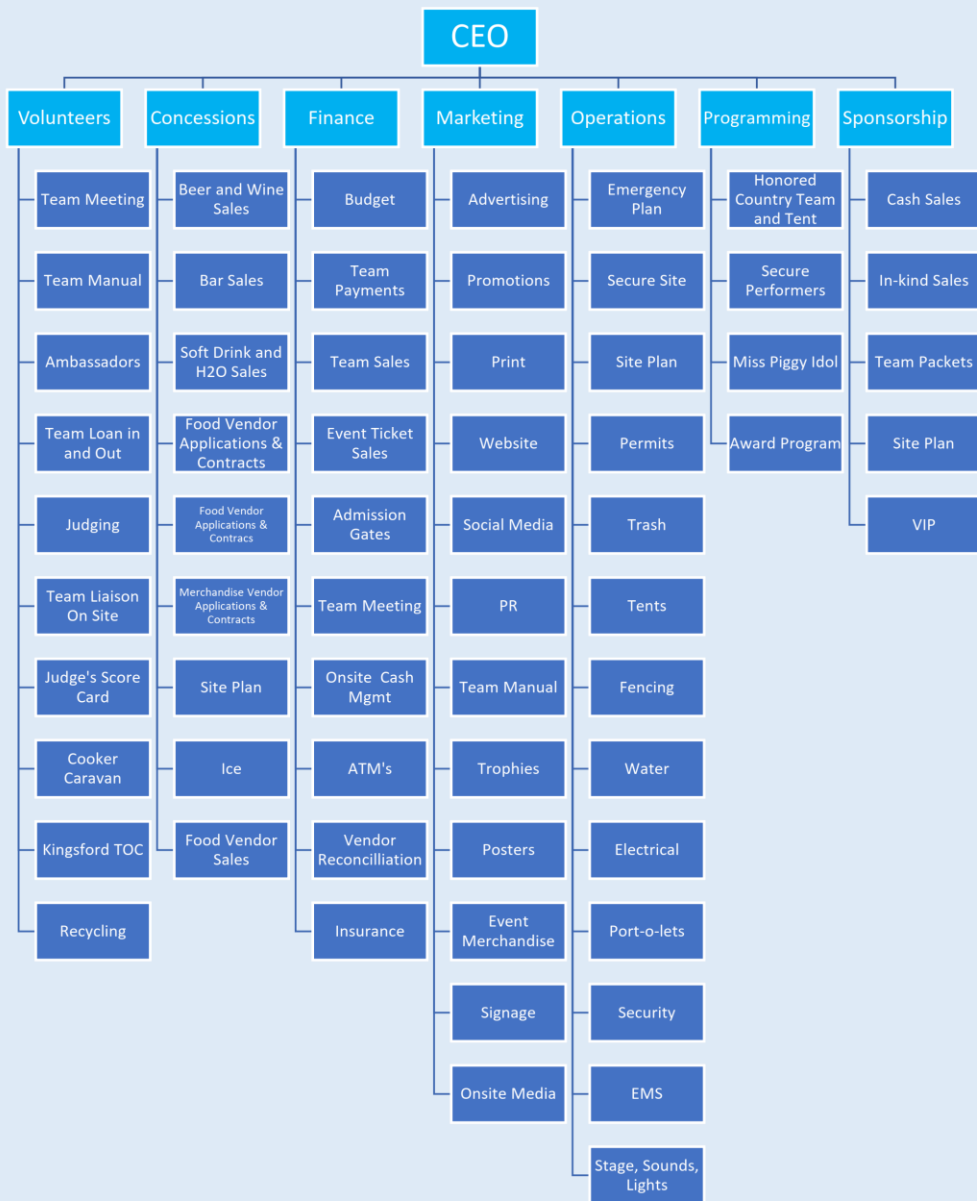 CEO
Volunteers
Team Meeting
Team Manual
Ambassadors
Team Loan in
and Out
Judging
Team Liaison
On Site
Judge's Score
Card
Cooker
Caravan
Kingsford TOC
Recycling
Concessions
Beer and Wine
Sales
Bar Sales
Soft Drink and
H2O Sales
Food Vendor
Applications &
Contracts
Food Vendor
Applications &
Contracs
Merchandise Vendor
Applications &
Contracts
Site Plan
Ice
Food Vendor
Sales
Finance
Budget
Team
Payments
Team Sales
Event Ticket
Sales
Admission
Gates
Team Meeting
Onsite Cash
Mgmt
ATM's
Vendor
Reconcilliation
Insurance
Marketing
Advertising
Promotions
Print
Website
Social Media
PR
Team Manual
Trophies
Posters
Event
Merchandise
Signage
Onsite Media
Operations
Emergency
Plan
Secure Site
Site Plan
Permits
Trash
Tents
Fencing
Water
Electrical
Port-o-lets
Security
EMS
Stage, Sounds,
Lights
Programming
Honored
Country Team
and Tent
Secure
Performers
Miss Piggy Idol
Award Program
Sponsorship
Cash Sales
In-kind Sales
Team Packets
Site Plan
VIP